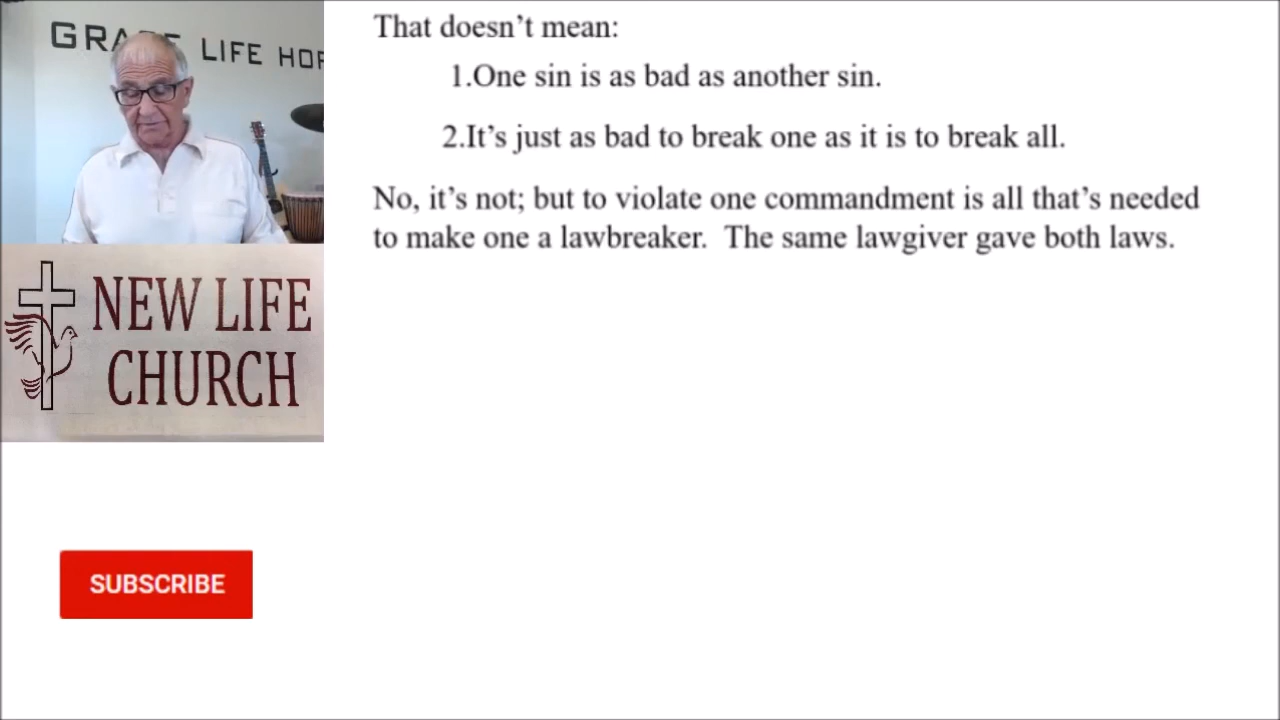 GRACE LIFE HOP
That doesn't mean:
1.One sin is as bad as another sin.
2.It's just as bad to break one as it is to break all.
No, it's not; but to violate one commandment is all that's needed
to make one a lawbreaker.  The same lawgiver gave both laws.
NEW LIFE
CHURCH
SUBSCRIBE